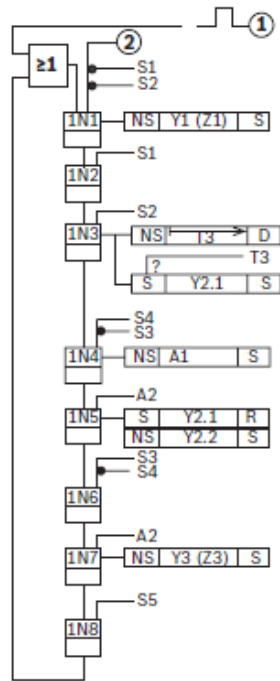 1
2
≥1
S1
S2
1N1 NS Y1 (Z1) S
S1
1N2
S2
1N3 NS T3 D
T3
?
S Y2.1 S
S4
S3
1N4 NS A1 S
A2
1N5 S Y2.1 R
NS Y2.2 S
S3
S4
1N6
A2
1N7 NS Y3 (Z3) S
S5
1N8